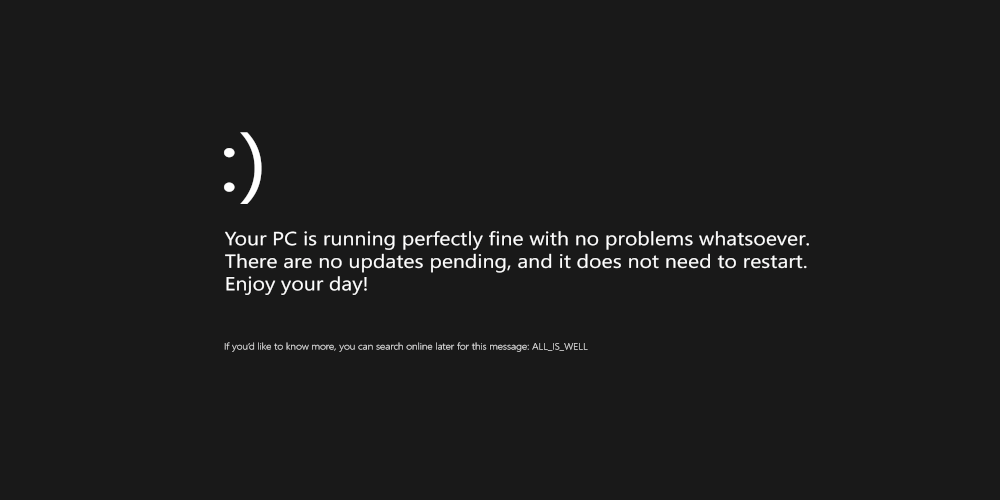 :)
Your PC is running perfectly fine with no problems whatsoever.
There are no updates pending, and it does not need to restart.
Enjoy your day!
If you'd like to know more, you can search online later for this message: ALL_IS_WELL